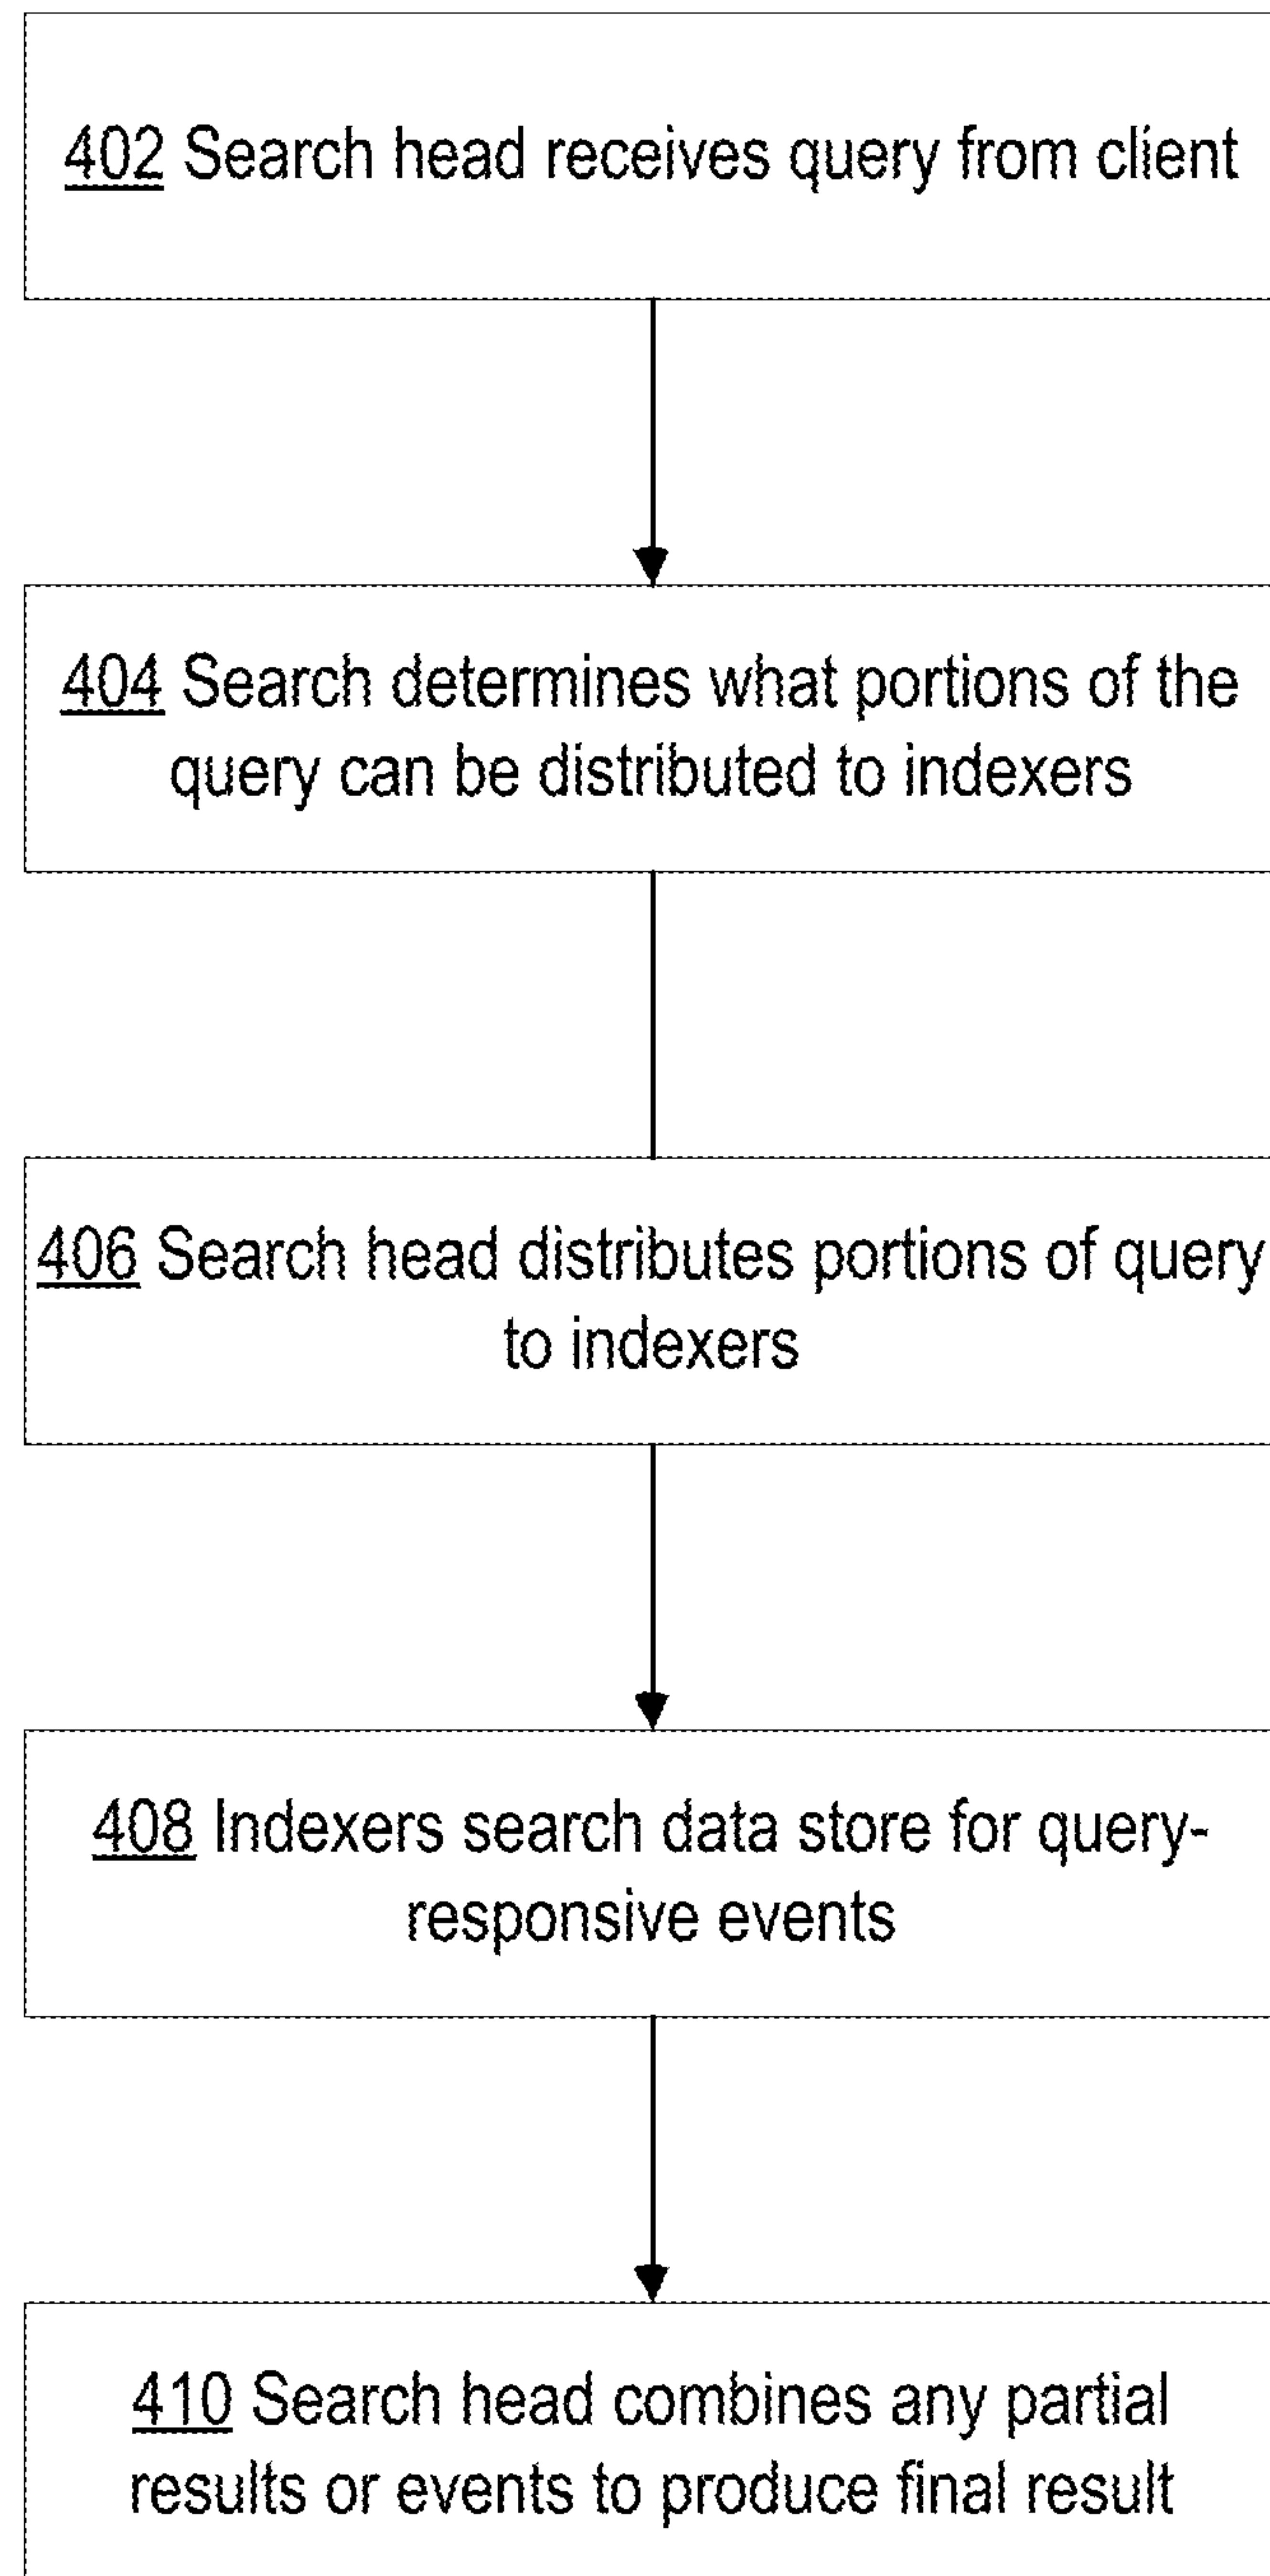 402 Search head receives query from client
404 Search determines what portions of the
query can be distributed to indexers
406 Search head distributes portions of query
to indexers
408 Indexers search data store for query-
responsive events
410 Search head combines any partial
results or events to produce final result